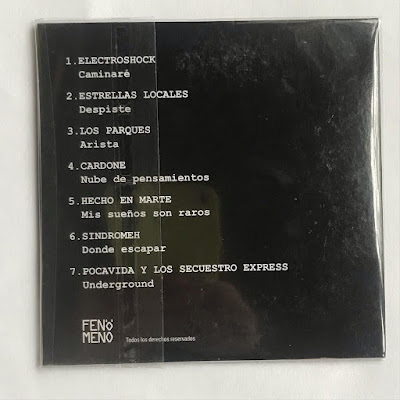 1.ELECTROSHOCK
Caminaré
2.ESTRELLAS LOCALES
Despiste
3.LOS PARQUES
Arista
4.CARDONE
Nube de pensamientos
5.HECHO EN MARTE
Mis sueños son raros
6.SINDROMEH
Donde escapar
7.POCAVIDA Y LOS SECUESTRO EXPRESS
Underground
FENÖ
MENO
Todos los derechos reservados